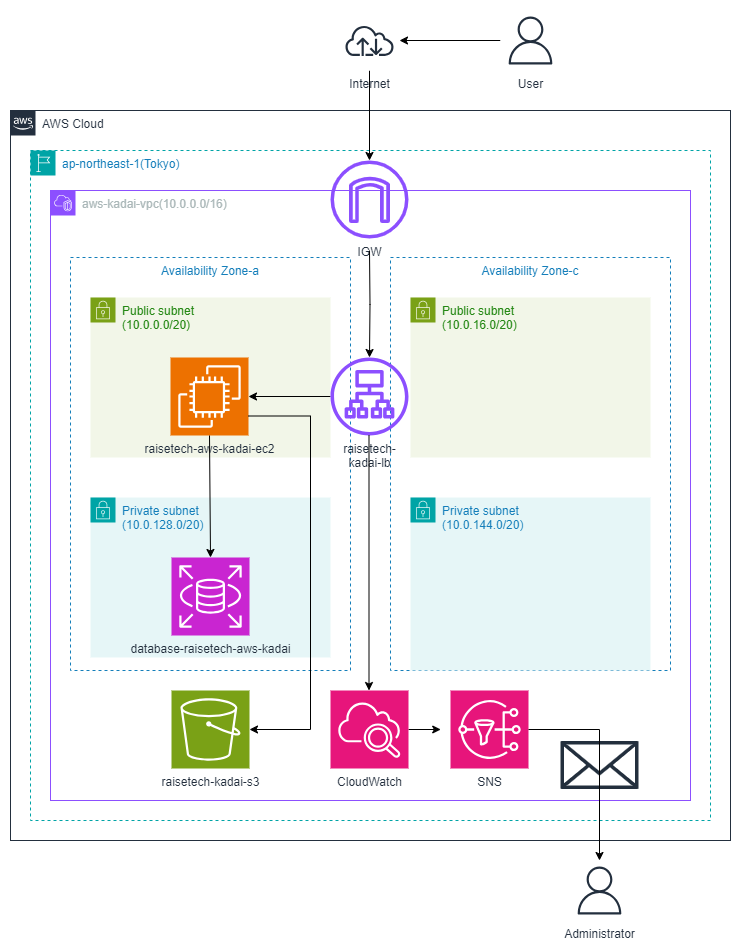 Internet
User
aws
AWS Cloud
ap-northeast-1(Tokyo)
aws-kadai-vpc(10.0.0.0/16)
IGW
Availability Zone-a
Availability Zone-c
Public subnet
(10.0.0.0/20)
Public subnet
(10.0.16.0/20)
raisetech-aws-kadai-ec2
raisetech-
kadai-lb
Private subnet
(10.0.128.0/20)
Private subnet
(10.0.144.0/20)
database-raisetech-aws-kadai
raisetech-kadai-s3
CloudWatch
SNS
Administrator